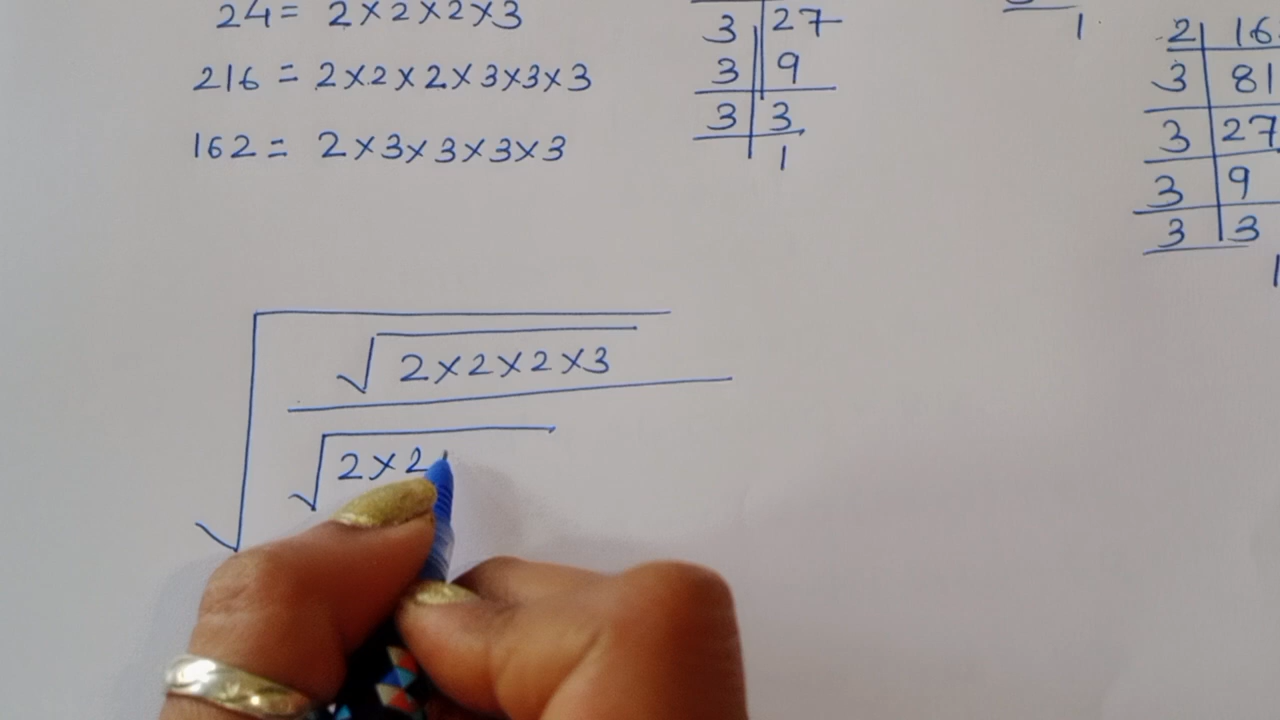 24 = 2×2×2×3
216 = 2×2×2×3×3×3
162 = 2×3×3×3×3
3 | 27
3 | 9
3 | 3
1
1
2 | 16
3 | 81
3 | 27
3 | 9
3 | 3
1
√2×2×2×3
√2×2